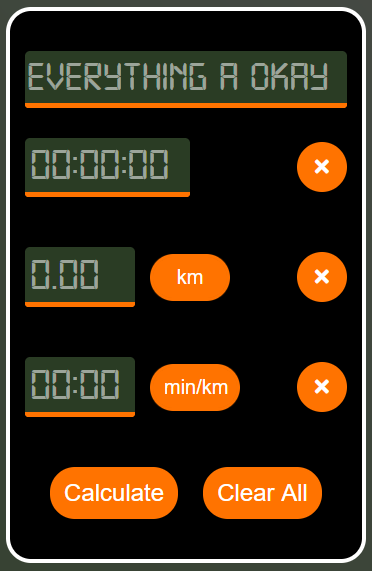 EVERYTHING A OKAY
00:00:00 ×
0.00 km ×
00:00 min/km ×
Calculate Clear All